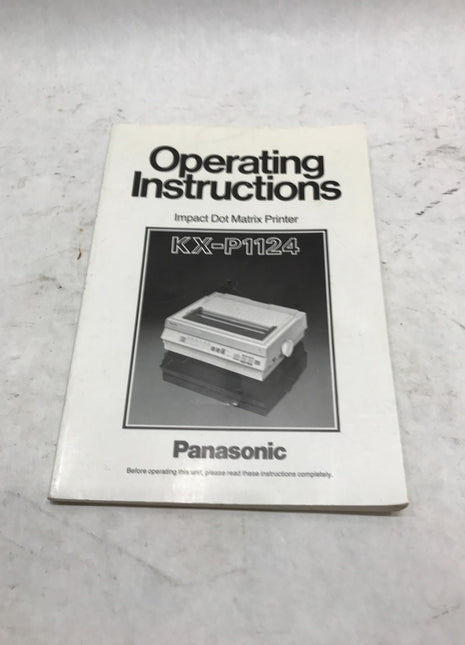 Operating
Instructions
Impact Dot Matrix Printer
KX-P1124
Panasonic
Before operating this unit, please read these instructions completely.